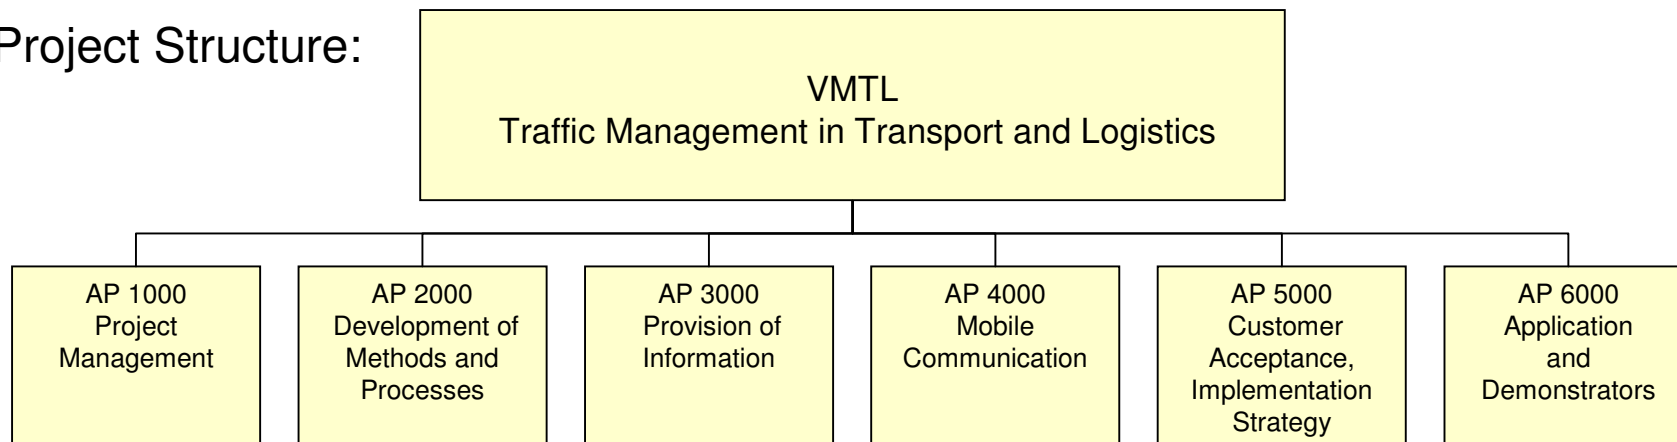 Project Structure:
VMTL
Traffic Management in Transport and Logistics
AP 1000
Project
Management
AP 2000
Development of
Methods and
Processes
AP 3000
Provision of
Information
AP 4000
Mobile
Communication
AP 5000
Customer
Acceptance,
Implementation
Strategy
AP 6000
Application
and
Demonstrators